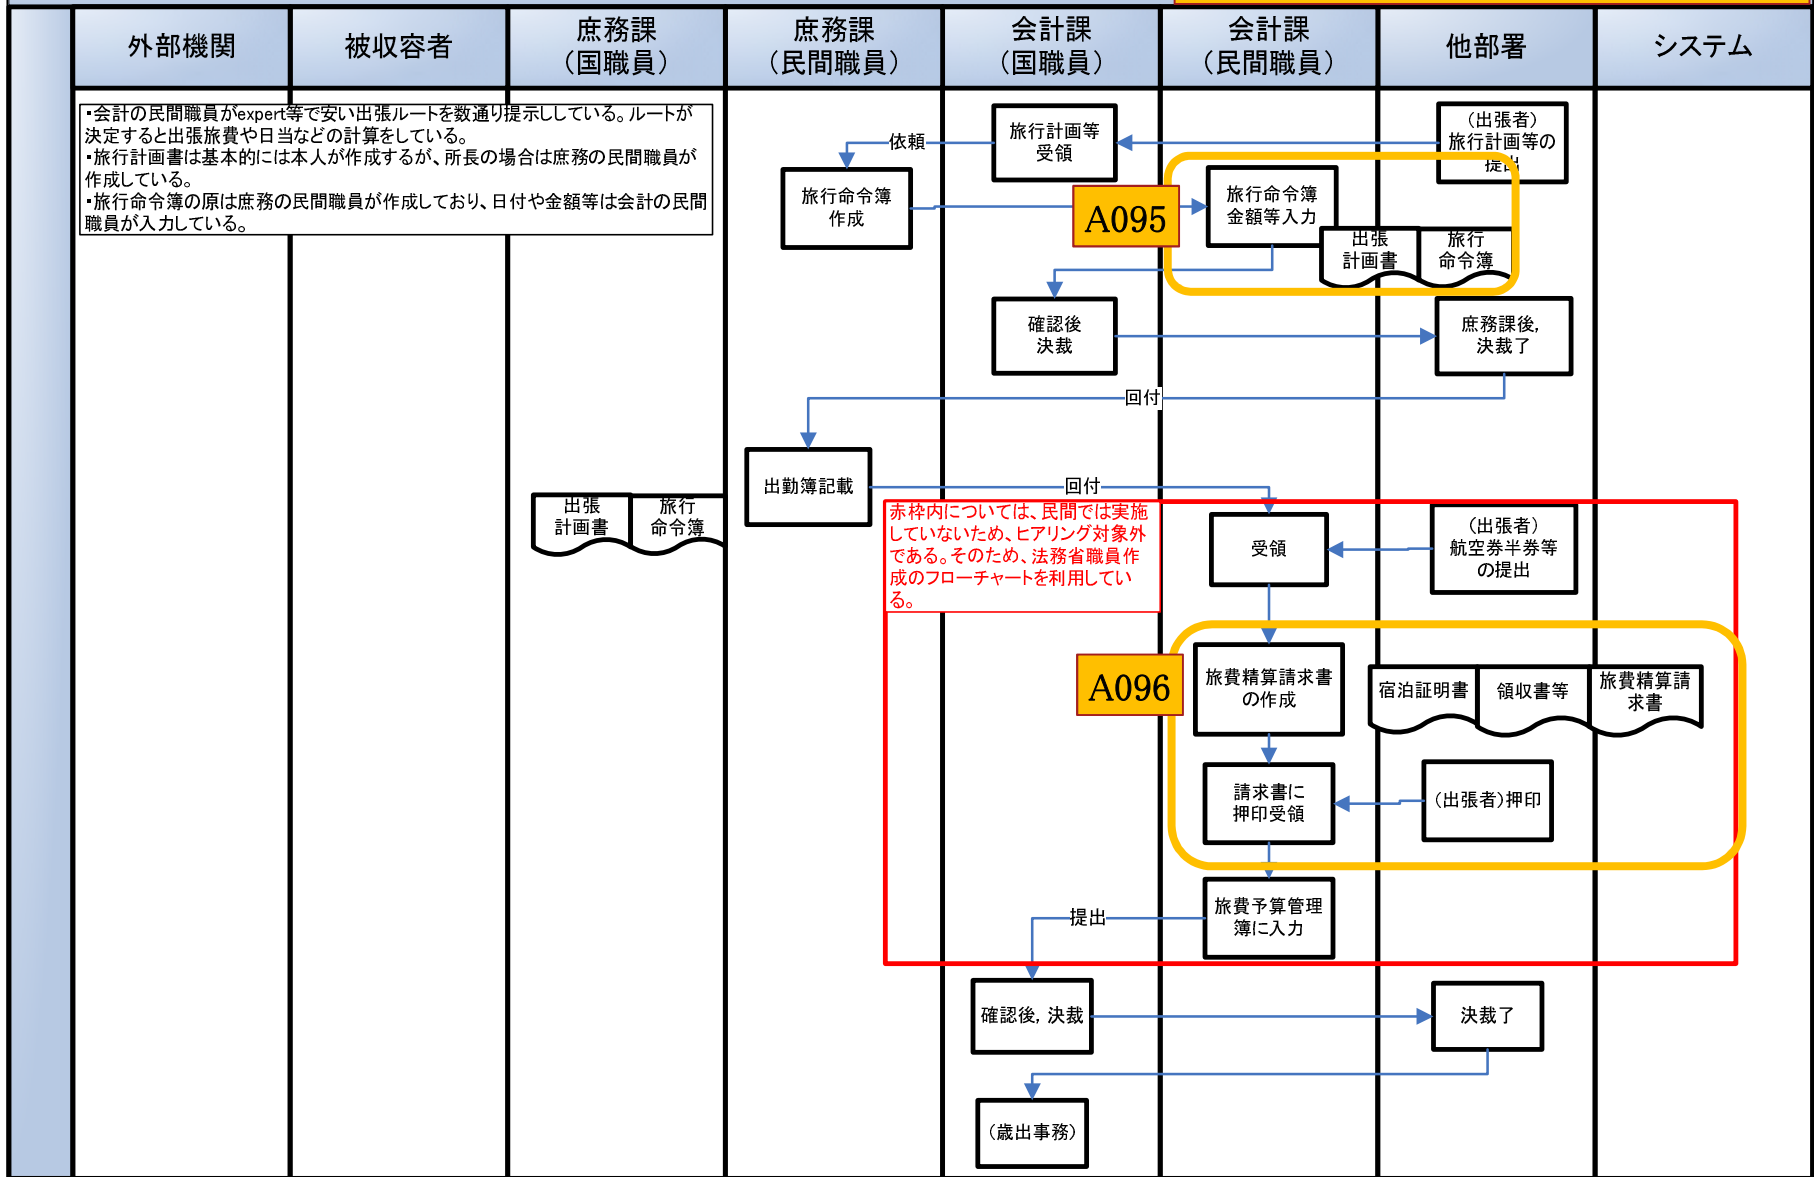 外部機関
被収容者
庶務課
（国職員）
庶務課
（民間職員）
会計課
（国職員）
会計課
（民間職員）
他部署
システム
・会計の民間職員がexpert等で安い出張ルートを数通り提示ししている。ルートが
決定すると出張旅費や日当などの計算をしている。
・旅行計画書は基本的には本人が作成するが、所長の場合は庶務の民間職員が
作成している。
・旅行命令簿の原は庶務の民間職員が作成しており、日付や金額等は会計の民間
職員が入力している。
（出張者）
旅行計画等の
提出
旅行計画等
受領
依頼
旅行命令簿
作成
A095
旅行命令簿
金額等入力
出張
計画書
旅行
命令簿
確認後
決裁
庶務課後,
決裁了
回付
出勤簿記載
回付
出張
計画書
旅行
命令簿
赤枠内については、民間では実施
していないため、ヒアリング対象外
である。そのため、法務省職員作
成のフローチャートを利用してい
る。
受領
（出張者）
航空券半券等
の提出
A096
旅費精算請求書
の作成
宿泊証明書
領収書等
旅費精算請
求書
請求書に
押印受領
（出張者）押印
旅費予算管理
簿に入力
提出
確認後, 決裁
決裁了
（歳出事務）